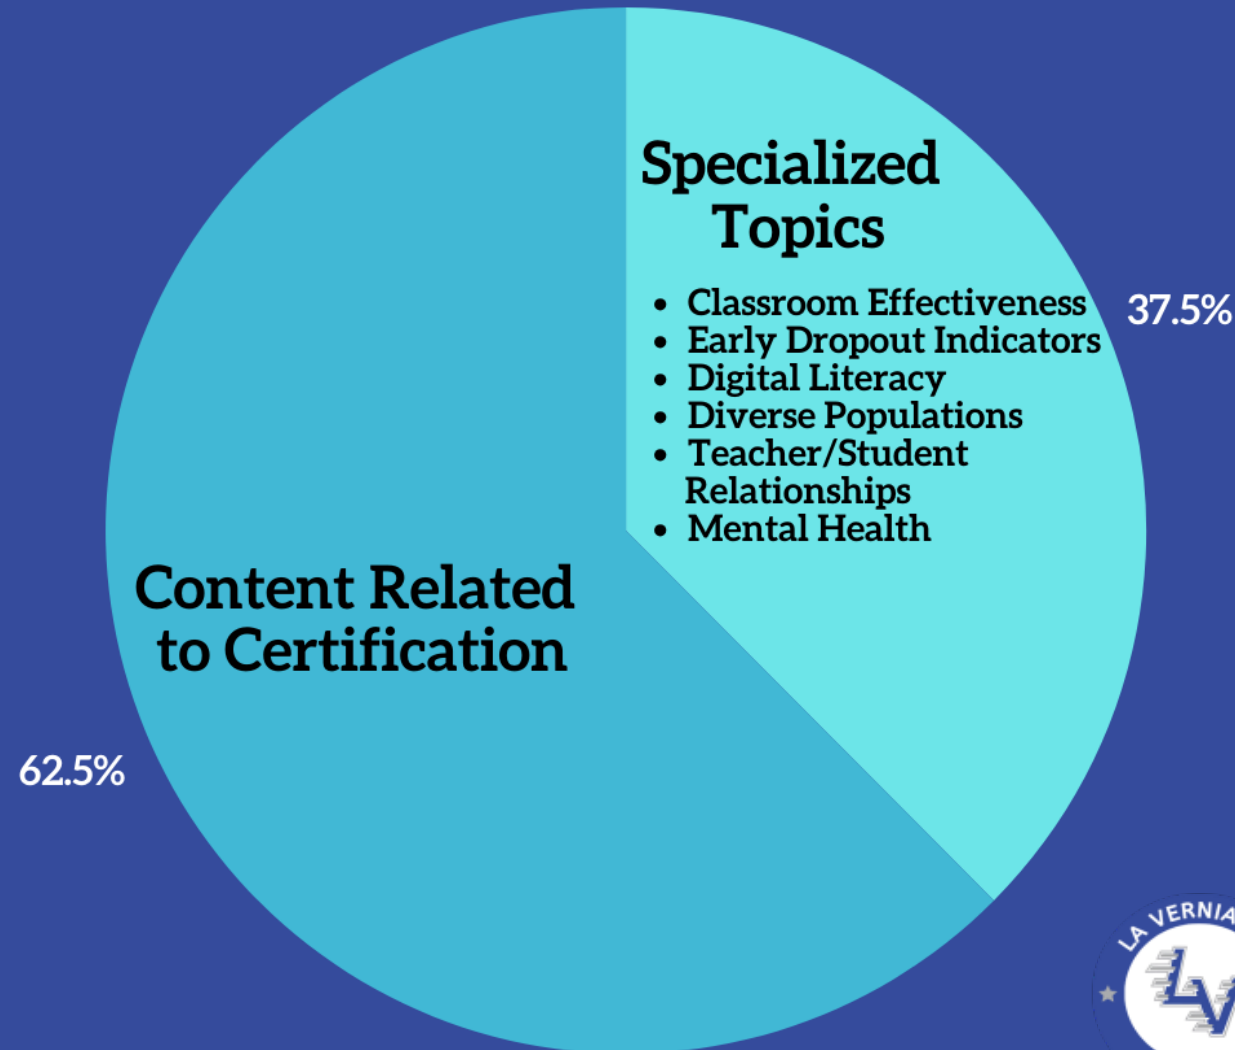 Specialized
Topics
• Classroom Effectiveness
• Early Dropout Indicators
• Digital Literacy
• Diverse Populations
• Teacher/Student
Relationships
• Mental Health
37.5%
Content Related
to Certification
62.5%
LA VERNIA
LV